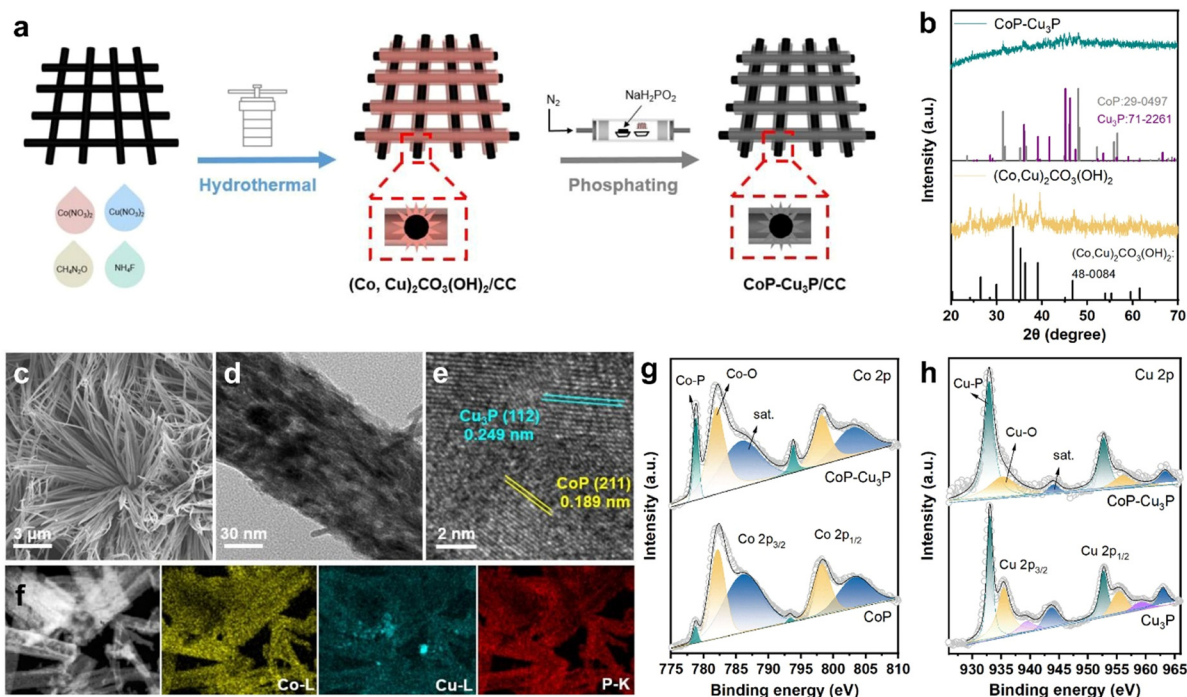 a
Co(NO₃)₂
Cu(NO₃)₂
CH₄N₂O
NH₄F
Hydrothermal
(Co, Cu)₂CO₃(OH)₂/CC
N₂
NaH₂PO₂
Phosphating
CoP-Cu₃P/CC
b
CoP-Cu₃P
CoP:29-0497
Cu₃P:71-2261
(Co,Cu)₂CO₃(OH)₂
(Co,Cu)₂CO₃(OH)₂:
48-0084
Intensity (a.u.)
20 30 40 50 60 70
2θ (degree)
c
3 μm
d
30 nm
e
Cu₃P (112)
0.249 nm
CoP (211)
0.189 nm
2 nm
f
Co-L
Cu-L
P-K
g
Co-P
Co-O
Co 2p
sat.
CoP-Cu₃P
Co 2p₃/₂
Co 2p₁/₂
CoP
Intensity (a.u.)
775 780 785 790 795 800 805 810
Binding energy (eV)
h
Cu 2p
Cu-P
Cu-O
sat.
CoP-Cu₃P
Cu 2p₃/₂
Cu 2p₁/₂
Cu₃P
Intensity (a.u.)
930 935 940 945 950 955 960 965
Binding energy (eV)